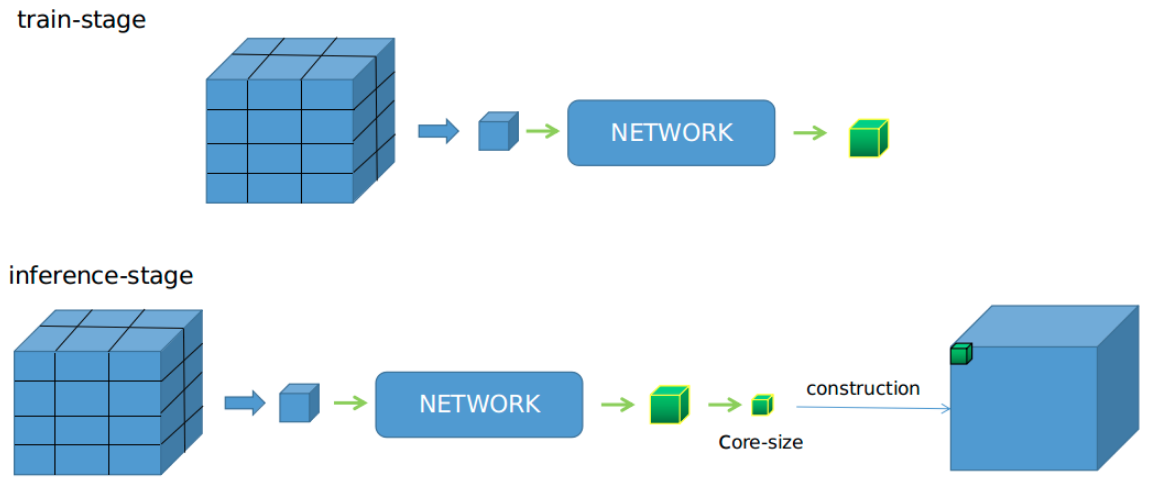 train-stage
NETWORK
inference-stage
NETWORK
construction
Core-size